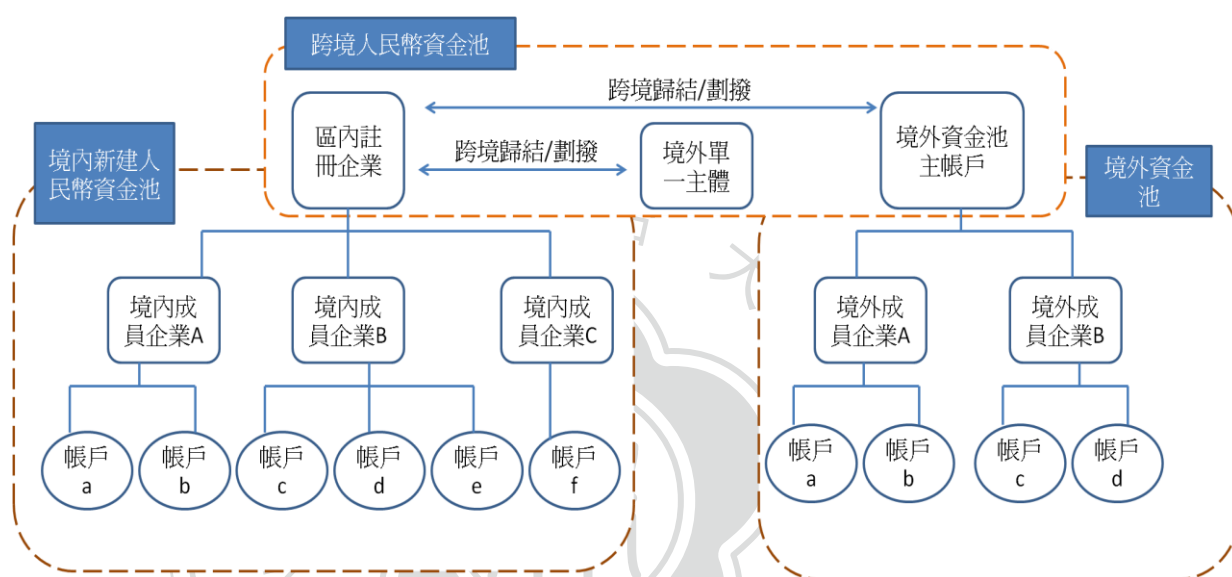 跨境人民幣資金池
跨境歸結/劃撥
區內註
冊企業
境外資金池
主帳戶
境內新建人
民幣資金池
跨境歸結/劃撥
境外單
一主體
境外資金
池
境內成
員企業A
境內成
員企業B
境內成
員企業C
境外成
員企業A
境外成
員企業B
帳戶
a
帳戶
b
帳戶
c
帳戶
d
帳戶
e
帳戶
f
帳戶
a
帳戶
b
帳戶
c
帳戶
d